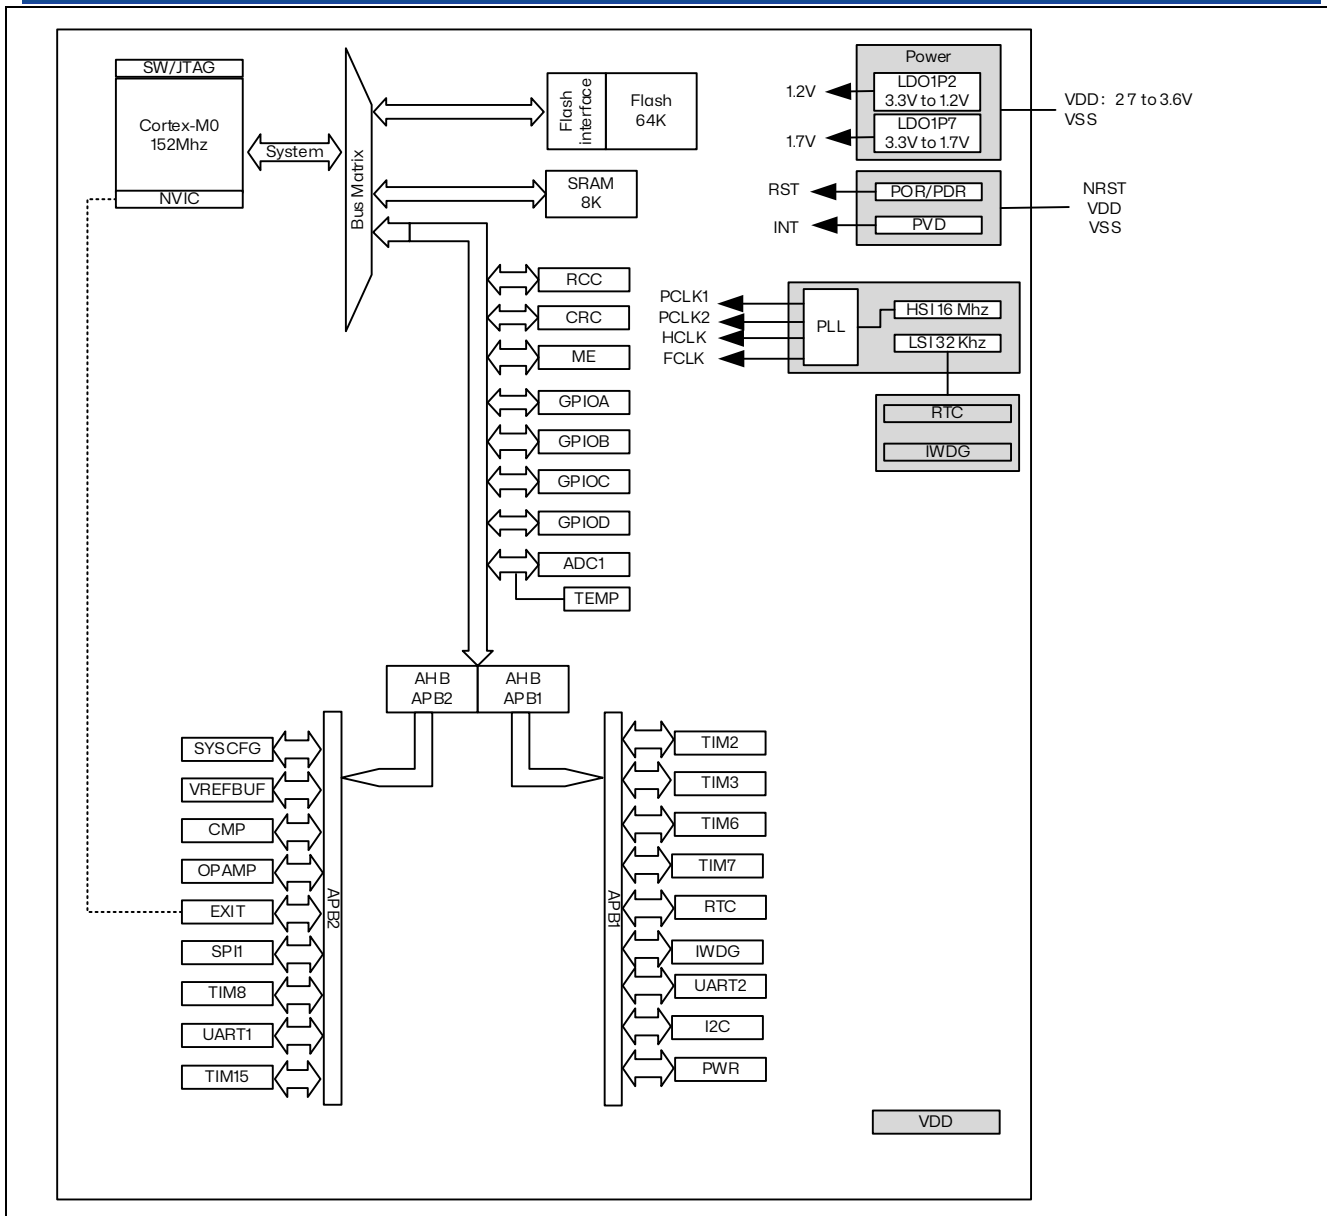 SW/JTAG
Cortex-M0
152Mhz
NVIC
System
Bus Matrix
Flash
interface
Flash
64K
SRAM
8K
Power
LDO1P2
3.3V to 1.2V
LDO1P7
3.3V to 1.7V
1.2V
1.7V
VDD: 2 7 to 3.6V
VSS
RST
INT
POR/PDR
PVD
NRST
VDD
VSS
PCLK1
PCLK2
HCLK
FCLK
PLL
HSI 16 Mhz
LSI 32 Khz
RTC
IWDG
RCC
CRC
ME
GPIOA
GPIOB
GPIOC
GPIOD
ADC1
TEMP
AHB
APB2
AHB
APB1
SYSCFG
VREFBUF
CMP
OPAMP
EXIT
SPI1
TIM8
UART1
TIM15
APB2
APB1
TIM2
TIM3
TIM6
TIM7
RTC
IWDG
UART2
I2C
PWR
VDD